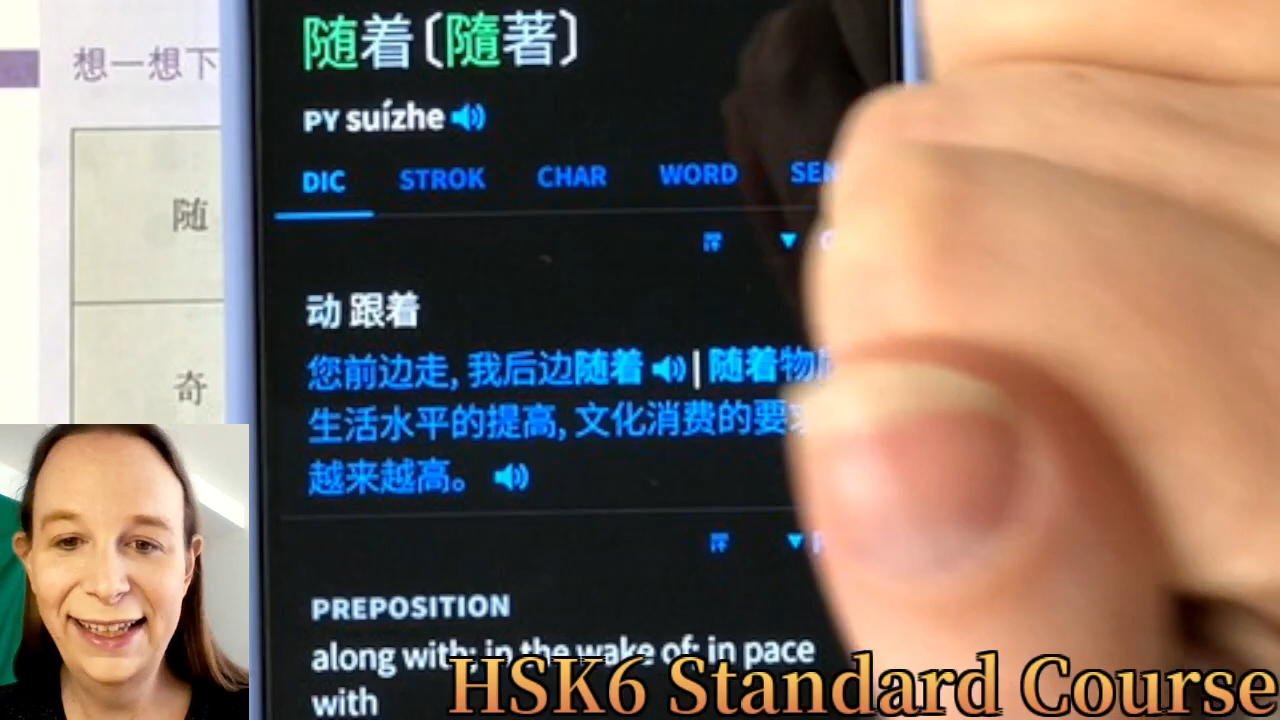 想一想下
随
奇
随着〔隨著〕
PY suízhe
DIC STROK CHAR WORD SEN
动 跟着
您前边走, 我后边随着 | 随着物
生活水平的提高, 文化消费的要求
越来越高。
PREPOSITION
along with; in the wake of; in pace
with
HSK6 Standard Course